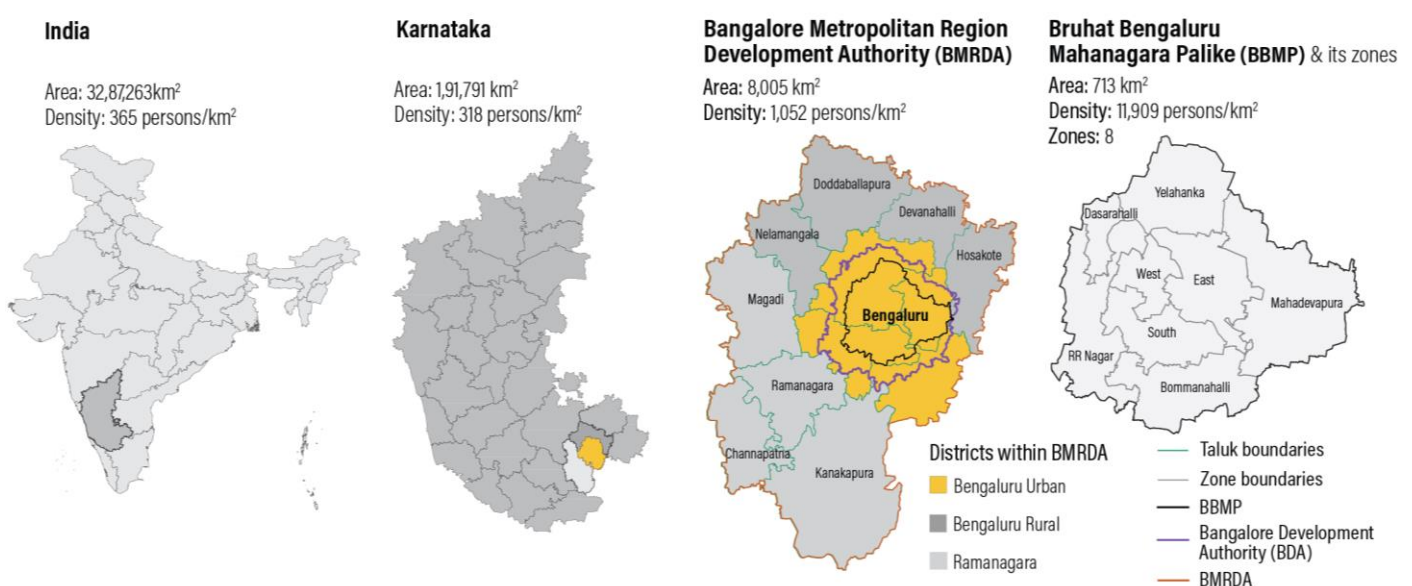 India
Area: 32,87,263km²
Density: 365 persons/km²
Karnataka
Area: 1,91,791 km²
Density: 318 persons/km²
Bangalore Metropolitan Region
Development Authority (BMRDA)
Area: 8,005 km²
Density: 1,052 persons/km²
Doddaballapura
Devanahalli
Nelamangala
Hosakote
Magadi
Bengaluru
Ramanagara
Channapatna
Kanakapura
Bruhat Bengaluru
Mahanagara Palike (BBMP) & its zones
Area: 713 km²
Density: 11,909 persons/km²
Zones: 8
Yelahanka
Dasarahalli
West
East
Mahadevapura
South
RR Nagar
Bommanahalli
Districts within BMRDA
Bengaluru Urban
Bengaluru Rural
Ramanagara
Taluk boundaries
Zone boundaries
BBMP
Bangalore Development
Authority (BDA)
BMRDA